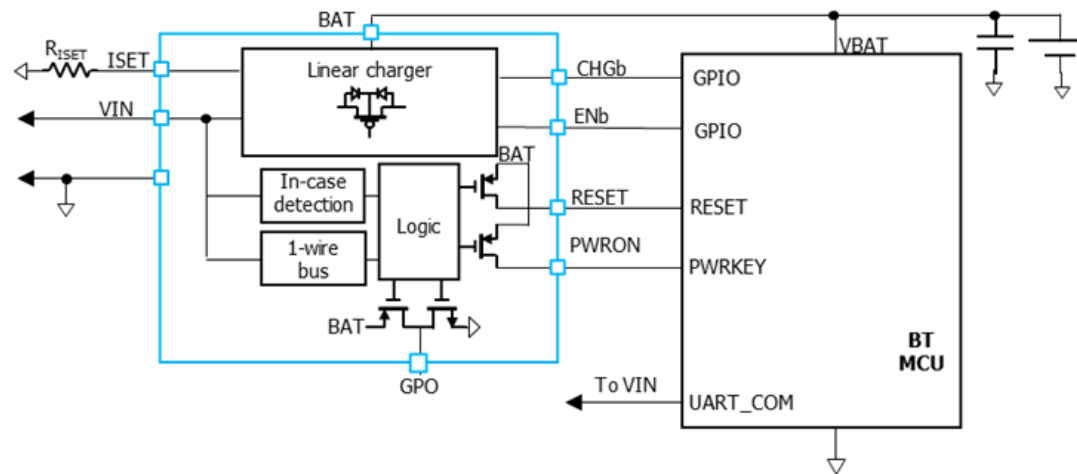 BAT
VBAT
R_ISET
ISET
Linear charger
CHGb
GPIO
VIN
ENb
GPIO
BAT
In-case
detection
Logic
RESET
RESET
1-wire
bus
PWRON
PWRKEY
BAT
GPO
BT
MCU
To VIN
UART_COM